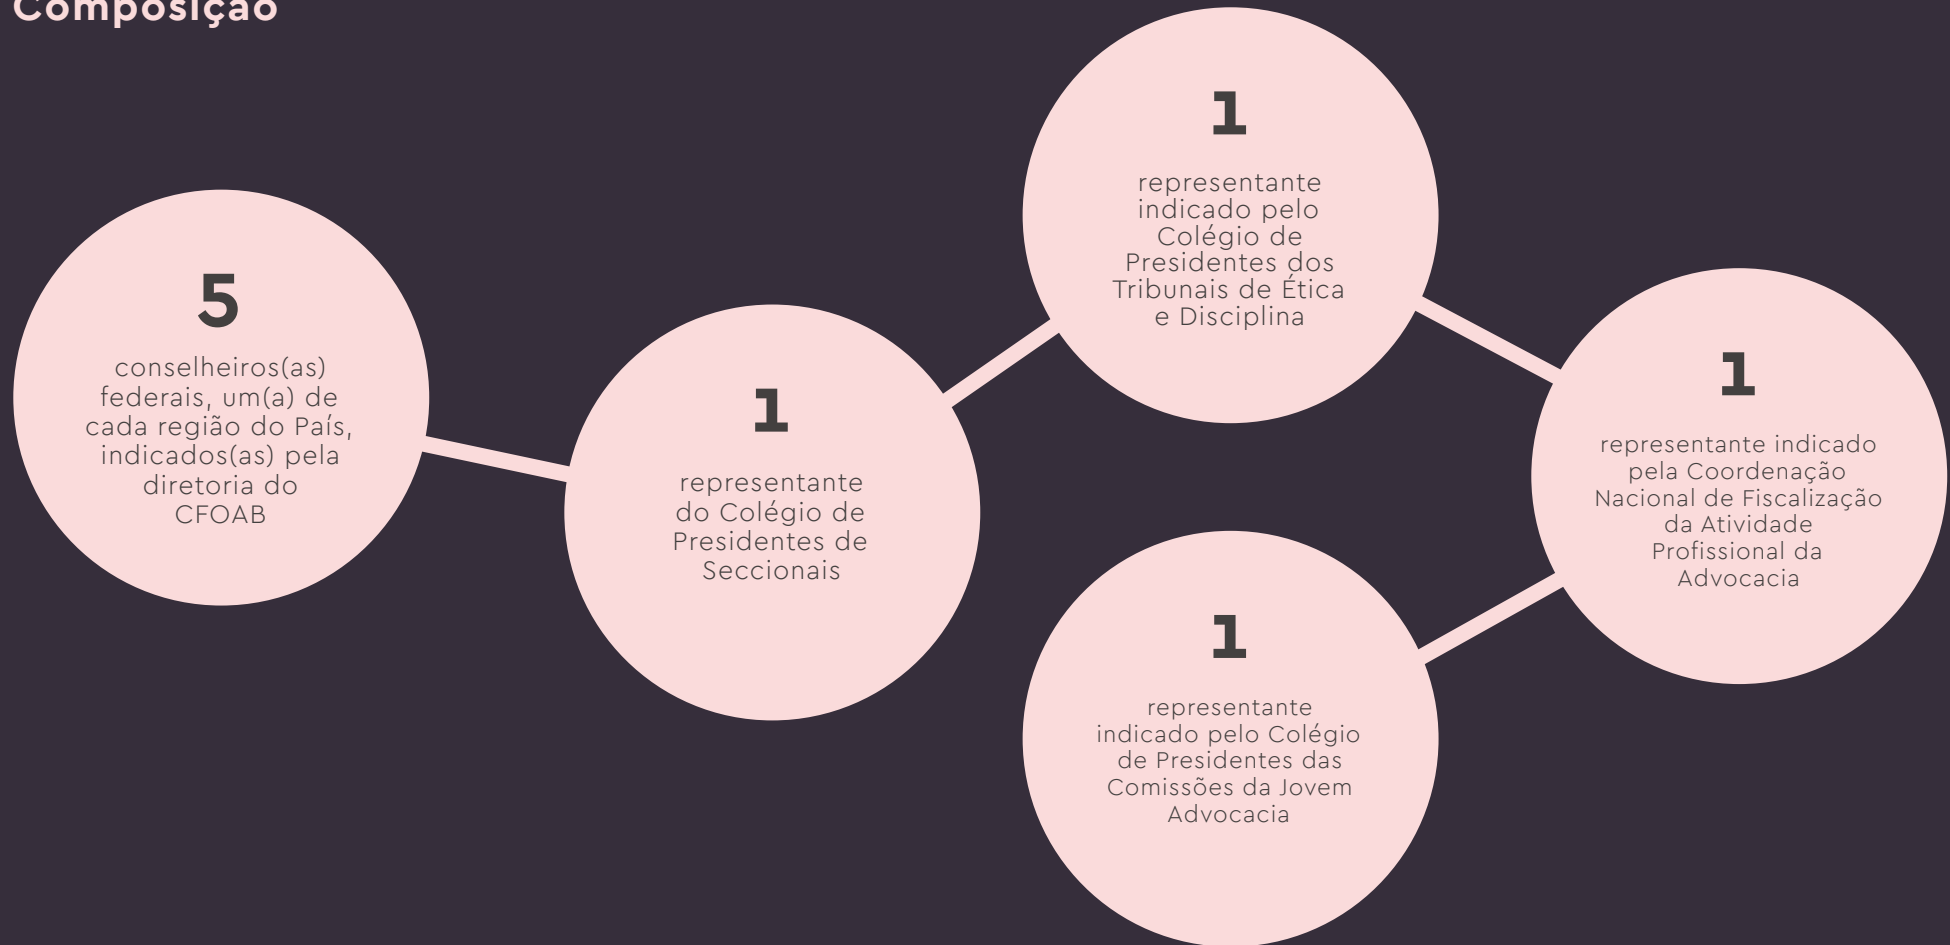 Composição
5
conselheiros(as)
federais, um(a) de
cada região do País,
indicados(as) pela
diretoria do
CFOAB
1
representante
do Colégio de
Presidentes de
Seccionais
1
representante
indicado pelo
Colégio de
Presidentes dos
Tribunais de Ética
e Disciplina
1
representante indicado
pela Coordenação
Nacional de Fiscalização
da Atividade
Profissional da
Advocacia
1
representante
indicado pelo Colégio
de Presidentes das
Comissões da Jovem
Advocacia